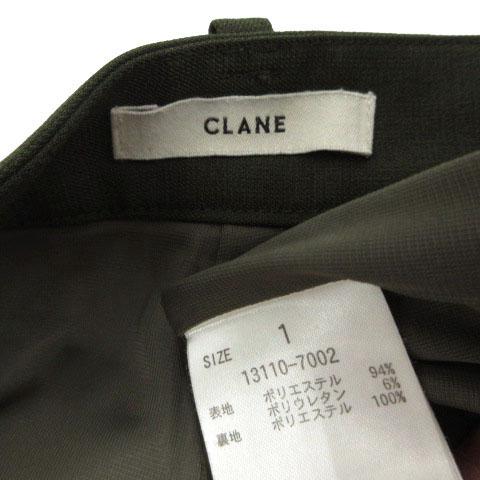 CLANE
SIZE 1
13110-7002
表地 ポリエステル 94%
ポリウレタン 6%
裏地 ポリエステル 100%